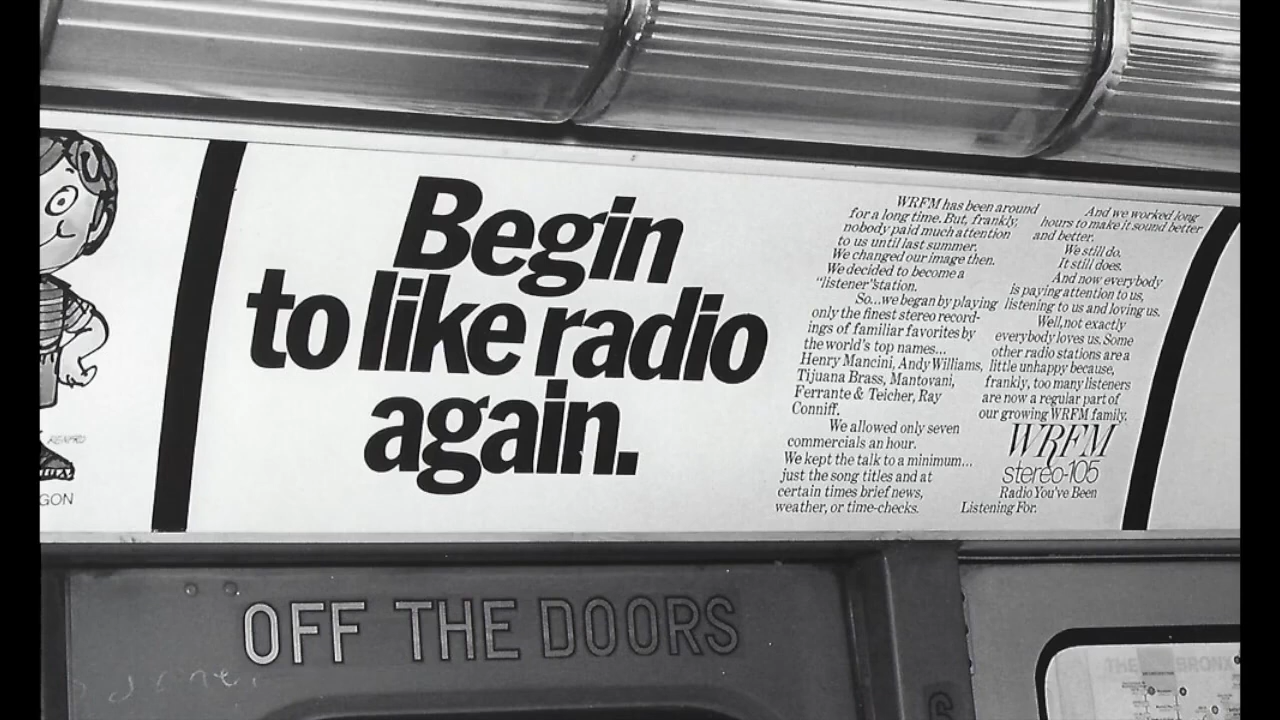 Begin
to like radio
again.
WRFM has been around
for a long time. But, frankly,
nobody paid much attention
to us until last summer.
We changed our image then.
We decided to become a
"listener" station.
So...we began by playing
only the finest stereo record-
ings of familiar favorites by
the world's top names...
Henry Mancini, Andy Williams,
Tijuana Brass, Mantovani,
Ferrante & Teicher, Ray
Conniff.
We allowed only seven
commercials an hour.
We kept the talk to a minimum...
just the song titles and at
certain times brief news,
weather, or time-checks.
And we worked long
hours to make it sound better
and better.
We still do.
It still does.
And now everybody
is paying attention to us,
listening to us and loving us.
Well, not exactly
everybody loves us. Some
other radio stations are a
little unhappy because,
frankly, too many listeners
are now a regular part of
our growing WRFM family.
WRFM
stereo-105
Radio You've Been
Listening For.
RENFRO
GON
OFF THE DOORS
THE BRONX